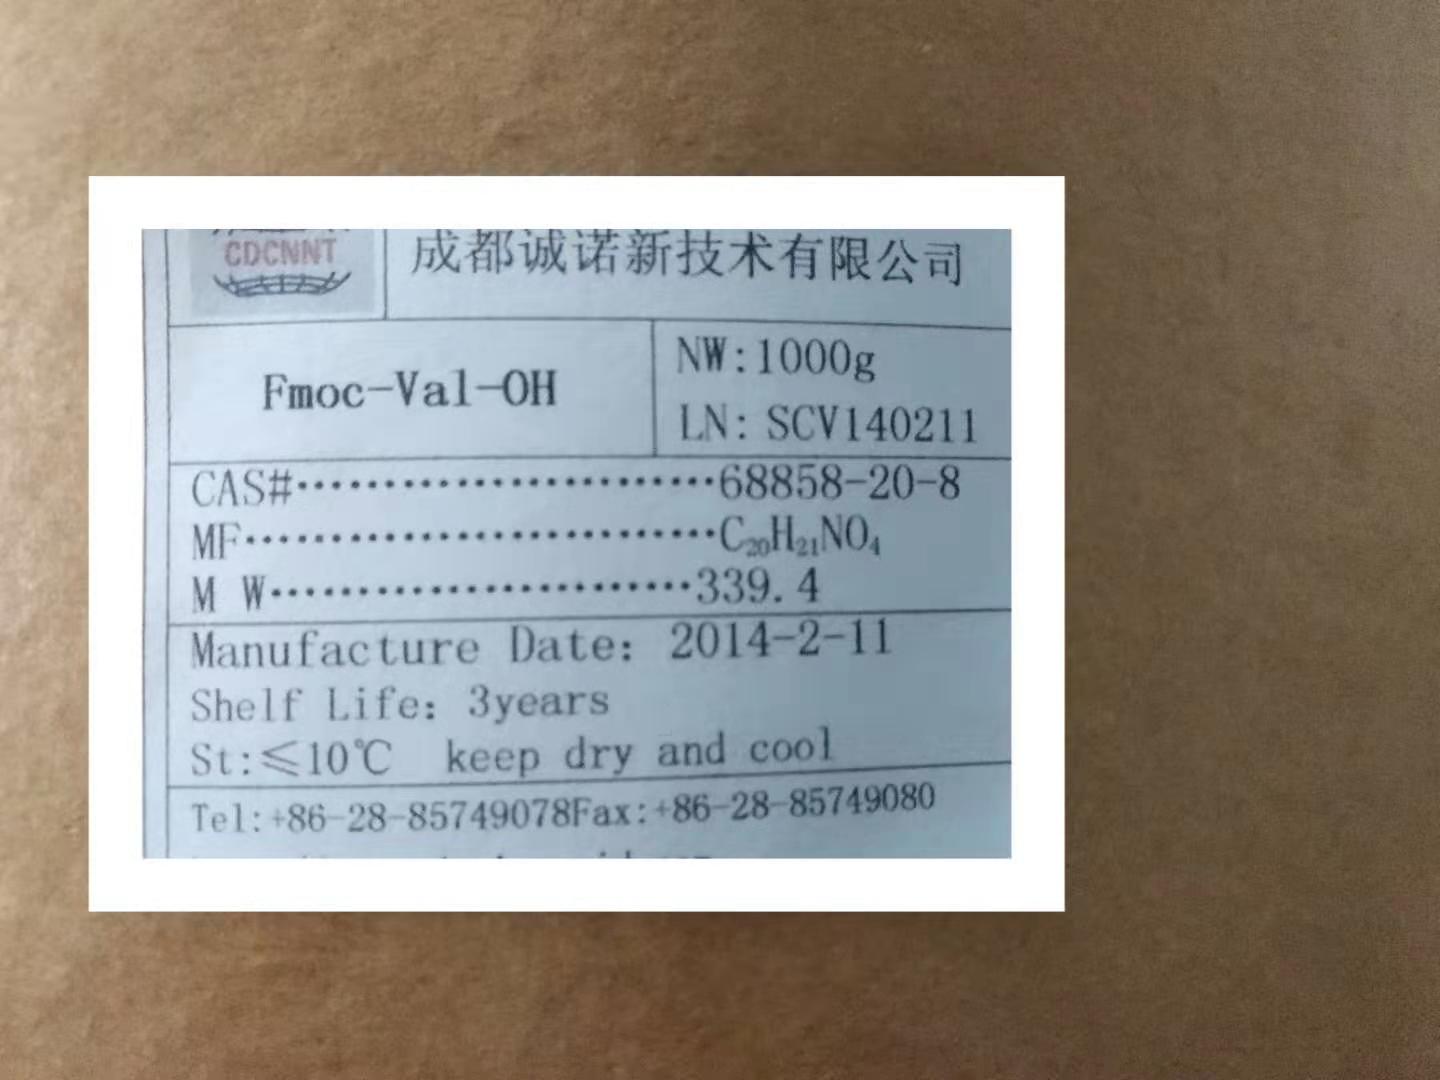 CDCNNT
成都诚诺新技术有限公司
Fmoc-Val-OH
NW:1000g
LN: SCV140211
CAS#························68858-20-8
MF···························C₂₀H₂₁NO₄
M W························339.4
Manufacture Date: 2014-2-11
Shelf Life: 3years
St:≤10℃ keep dry and cool
Tel:+86-28-85749078Fax:+86-28-85749080